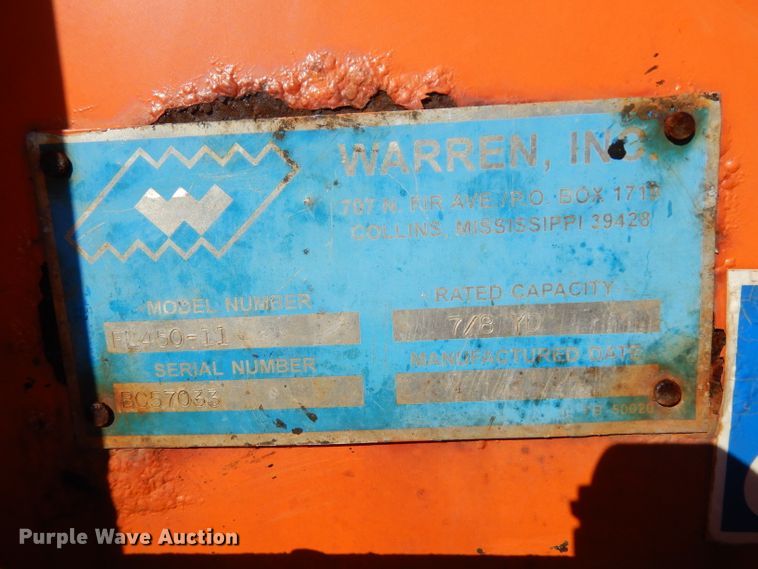 WARREN, INC.
707 N. FIR AVE./P.O. BOX 1719
COLLINS, MISSISSIPPI 39428
MODEL NUMBER
FL450-11
RATED CAPACITY
7/8 YD
SERIAL NUMBER
BC57033
MANUFACTURED DATE
50020
Purple Wave Auction